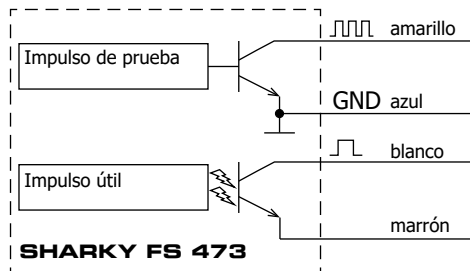 amarillo
Impulso de prueba
GND azul
blanco
Impulso útil
marrón
SHARKY FS 473